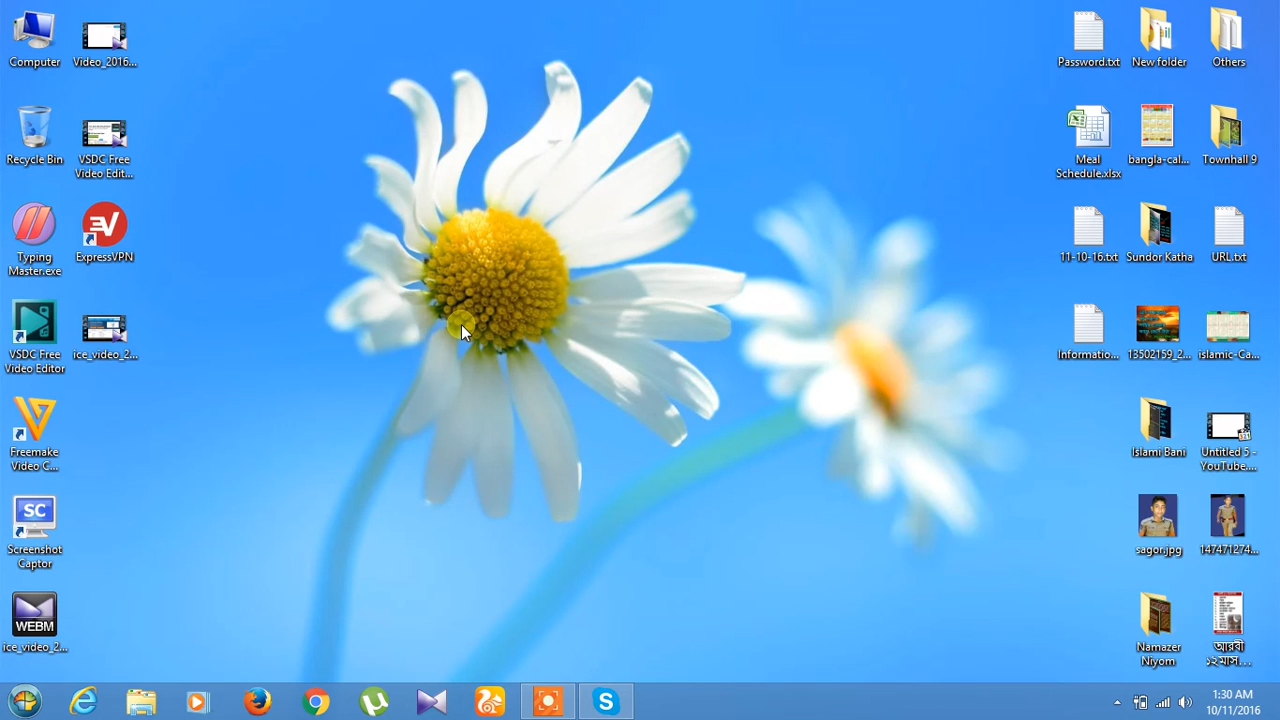 Computer
Video_2016...
Recycle Bin
VSDC Free
Video Edit...
Typing
Master.exe
EV
ExpressVPN
VSDC Free
Video Editor
ice_video_2...
Freemake
Video C...
SC
Screenshot
Captor
WEBM
ice_video_2...
Password.txt
New folder
Others
Meal
Schedule.xlsx
bangla-cal...
Townhall 9
11-10-16.txt
Sundor Katha
URL.txt
Informatio...
13502159_2...
islamic-Ca...
Islami Bani
Untitled 5 -
YouTube....
sagor.jpg
147471274...
Namazer
Niyom
আরবী
১২মাস...
1:30 AM
10/11/2016